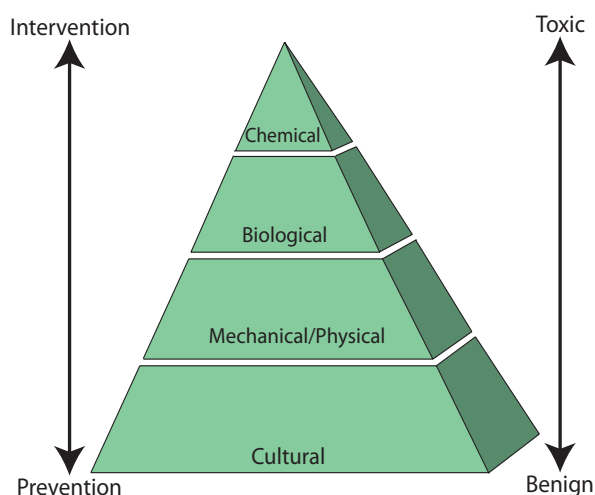 Intervention
Toxic
Chemical
Biological
Mechanical/Physical
Cultural
Prevention
Benign